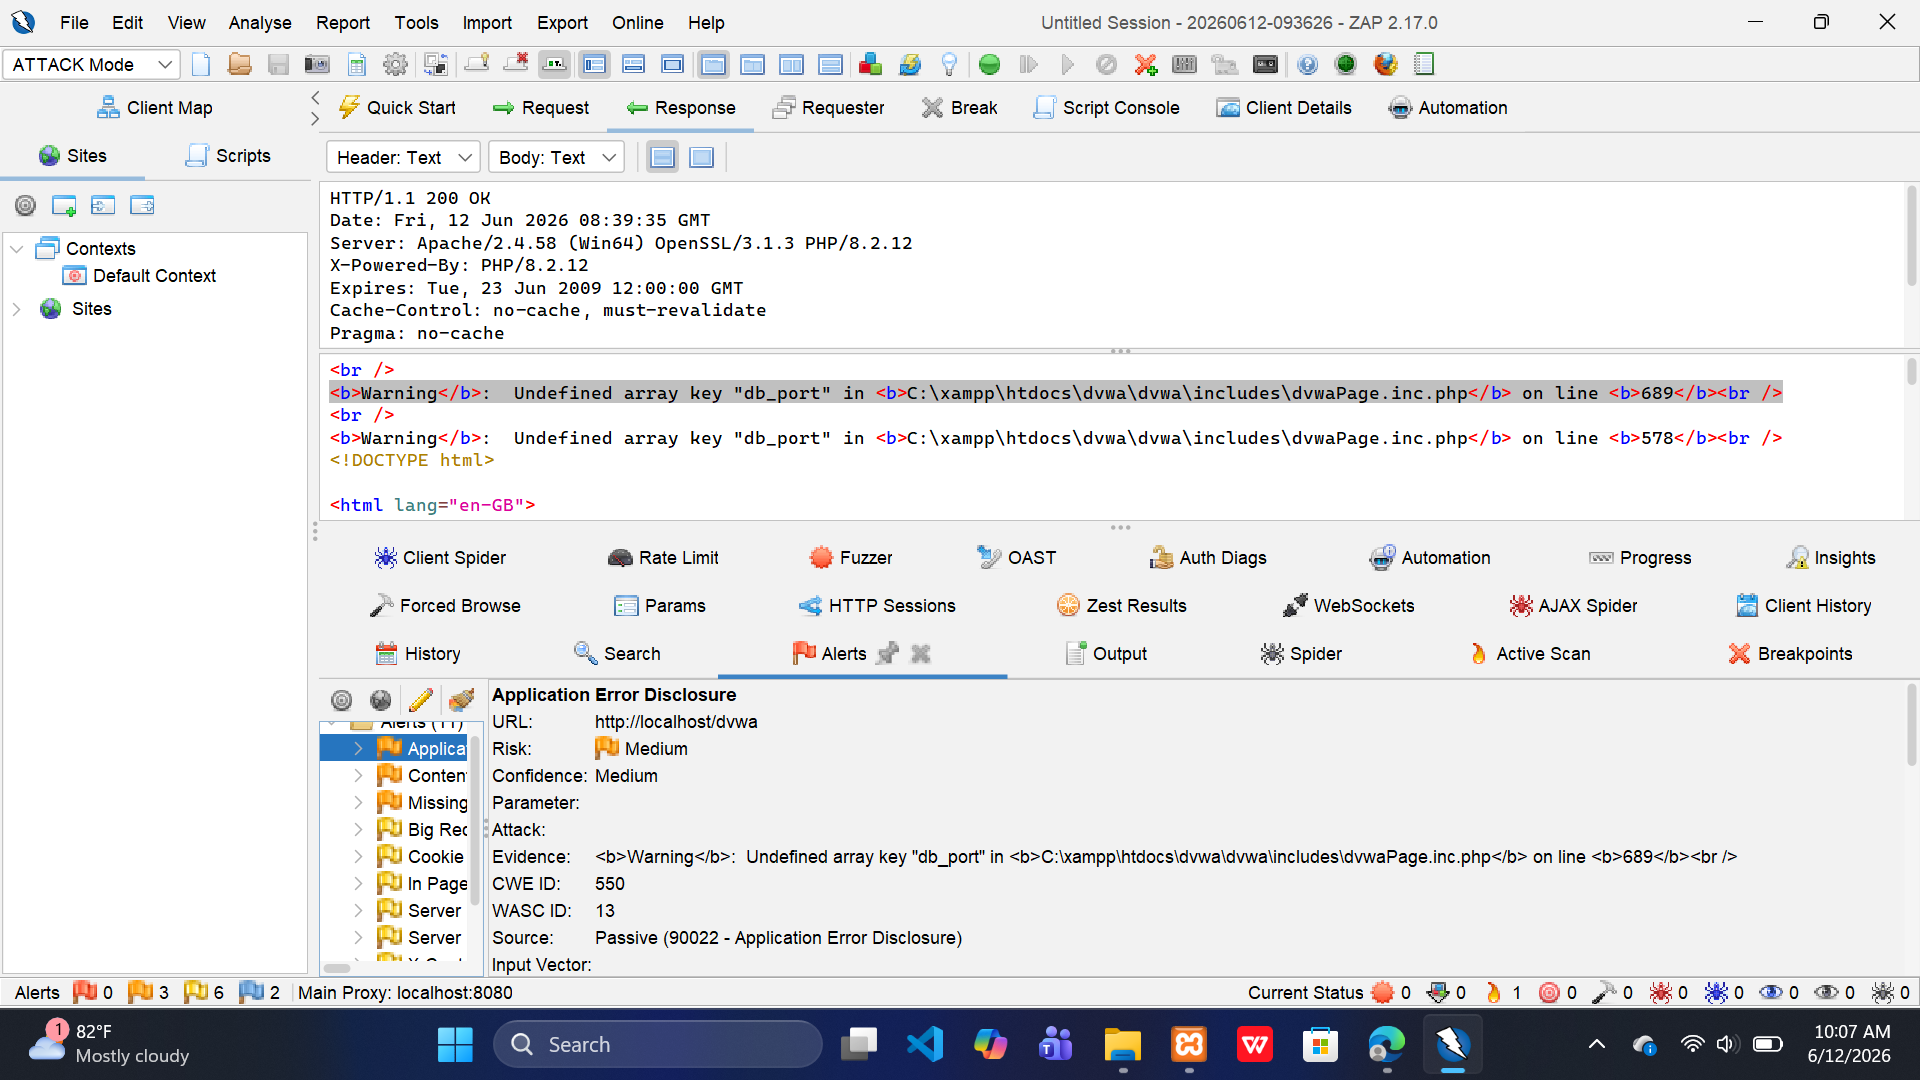 File Edit View Analyse Report Tools Import Export Online Help
Untitled Session - 20260612-093626 - ZAP 2.17.0
ATTACK Mode
Client Map
Quick Start Request Response Requester Break Script Console Client Details Automation
Sites Scripts
Header: Text Body: Text
Contexts
Default Context
Sites
HTTP/1.1 200 OK
Date: Fri, 12 Jun 2026 08:39:35 GMT
Server: Apache/2.4.58 (Win64) OpenSSL/3.1.3 PHP/8.2.12
X-Powered-By: PHP/8.2.12
Expires: Tue, 23 Jun 2009 12:00:00 GMT
Cache-Control: no-cache, must-revalidate
Pragma: no-cache
<br />
<b>Warning</b>:  Undefined array key "db_port" in <b>C:\xampp\htdocs\dvwa\dvwa\includes\dvwaPage.inc.php</b> on line <b>689</b><br />
<br />
<b>Warning</b>:  Undefined array key "db_port" in <b>C:\xampp\htdocs\dvwa\dvwa\includes\dvwaPage.inc.php</b> on line <b>578</b><br />
<!DOCTYPE html>
<html lang="en-GB">
Client Spider Rate Limit Fuzzer OAST Auth Diags Automation Progress Insights
Forced Browse Params HTTP Sessions Zest Results WebSockets AJAX Spider Client History
History Search Alerts Output Spider Active Scan Breakpoints
Alerts (11)
Applica
Conten
Missing
Big Rec
Cookie
In Page
Server
Server
Application Error Disclosure
URL: http://localhost/dvwa
Risk: Medium
Confidence: Medium
Parameter:
Attack:
Evidence: <b>Warning</b>:  Undefined array key "db_port" in <b>C:\xampp\htdocs\dvwa\dvwa\includes\dvwaPage.inc.php</b> on line <b>689</b><br />
CWE ID: 550
WASC ID: 13
Source: Passive (90022 - Application Error Disclosure)
Input Vector:
Alerts 0 3 6 2 Main Proxy: localhost:8080
Current Status 0 0 1 0 0 0 0 0 0 0
1
82°F
Mostly cloudy
Search
10:07 AM
6/12/2026